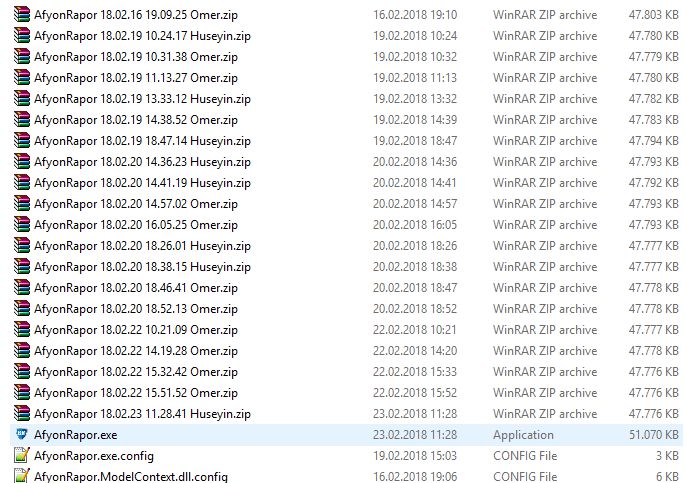 AfyonRapor 18.02.16 19.09.25 Omer.zip 16.02.2018 19:10 WinRAR ZIP archive 47.803 KB
AfyonRapor 18.02.19 10.24.17 Huseyin.zip 19.02.2018 10:24 WinRAR ZIP archive 47.780 KB
AfyonRapor 18.02.19 10.31.38 Omer.zip 19.02.2018 10:32 WinRAR ZIP archive 47.779 KB
AfyonRapor 18.02.19 11.13.27 Omer.zip 19.02.2018 11:13 WinRAR ZIP archive 47.780 KB
AfyonRapor 18.02.19 13.33.12 Huseyin.zip 19.02.2018 13:32 WinRAR ZIP archive 47.782 KB
AfyonRapor 18.02.19 14.38.52 Omer.zip 19.02.2018 14:39 WinRAR ZIP archive 47.783 KB
AfyonRapor 18.02.19 18.47.14 Huseyin.zip 19.02.2018 18:47 WinRAR ZIP archive 47.794 KB
AfyonRapor 18.02.20 14.36.23 Huseyin.zip 20.02.2018 14:36 WinRAR ZIP archive 47.793 KB
AfyonRapor 18.02.20 14.41.19 Huseyin.zip 20.02.2018 14:41 WinRAR ZIP archive 47.792 KB
AfyonRapor 18.02.20 14.57.02 Omer.zip 20.02.2018 14:57 WinRAR ZIP archive 47.793 KB
AfyonRapor 18.02.20 16.05.25 Omer.zip 20.02.2018 16:05 WinRAR ZIP archive 47.793 KB
AfyonRapor 18.02.20 18.26.01 Huseyin.zip 20.02.2018 18:26 WinRAR ZIP archive 47.777 KB
AfyonRapor 18.02.20 18.38.15 Huseyin.zip 20.02.2018 18:38 WinRAR ZIP archive 47.777 KB
AfyonRapor 18.02.20 18.46.41 Omer.zip 20.02.2018 18:47 WinRAR ZIP archive 47.778 KB
AfyonRapor 18.02.20 18.52.13 Omer.zip 20.02.2018 18:52 WinRAR ZIP archive 47.778 KB
AfyonRapor 18.02.22 10.21.09 Omer.zip 22.02.2018 10:21 WinRAR ZIP archive 47.777 KB
AfyonRapor 18.02.22 14.19.28 Omer.zip 22.02.2018 14:20 WinRAR ZIP archive 47.778 KB
AfyonRapor 18.02.22 15.32.42 Omer.zip 22.02.2018 15:33 WinRAR ZIP archive 47.776 KB
AfyonRapor 18.02.22 15.51.52 Omer.zip 22.02.2018 15:52 WinRAR ZIP archive 47.776 KB
AfyonRapor 18.02.23 11.28.41 Huseyin.zip 23.02.2018 11:28 WinRAR ZIP archive 47.776 KB
AfyonRapor.exe 23.02.2018 11:28 Application 51.070 KB
AfyonRapor.exe.config 19.02.2018 15:03 CONFIG File 3 KB
AfyonRapor.ModelContext.dll.config 16.02.2018 19:06 CONFIG File 6 KB